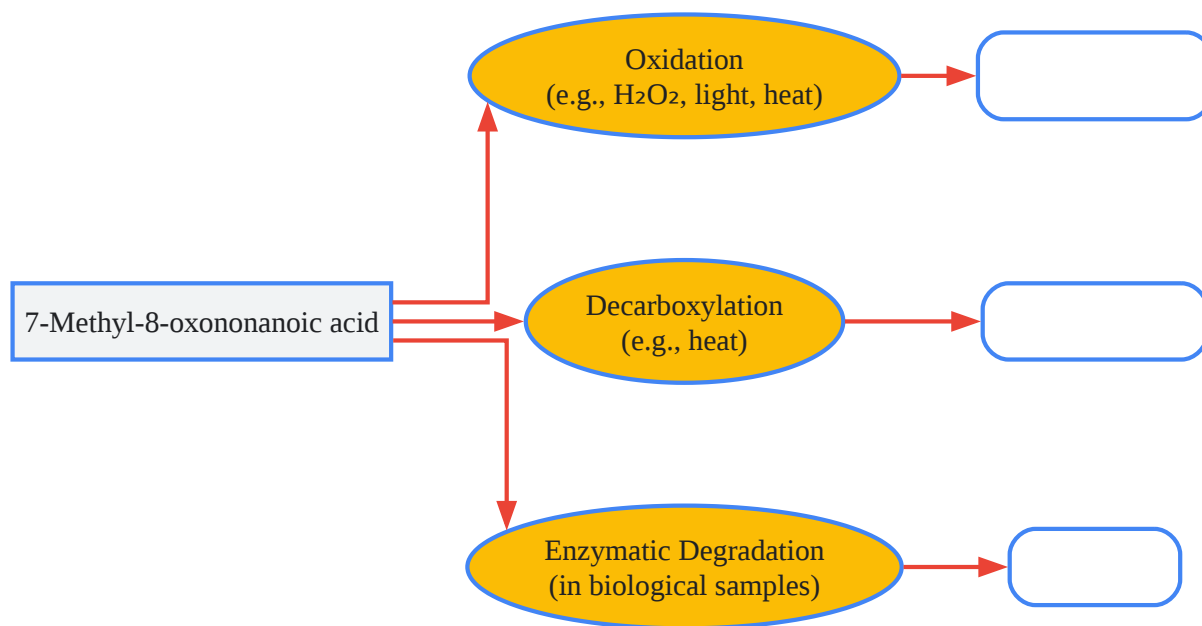 Oxidation
(e.g., H₂O₂, light, heat)
7-Methyl-8-oxononanoic acid
Decarboxylation
(e.g., heat)
Enzymatic Degradation
(in biological samples)